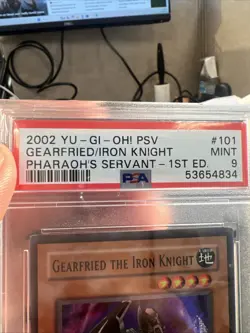 2002 YU-GI-OH! PSV #101
GEARFRIED/IRON KNIGHT MINT
PHARAOH'S SERVANT-1ST ED. 9
PSA 53654834
GEARFRIED THE IRON KNIGHT 地